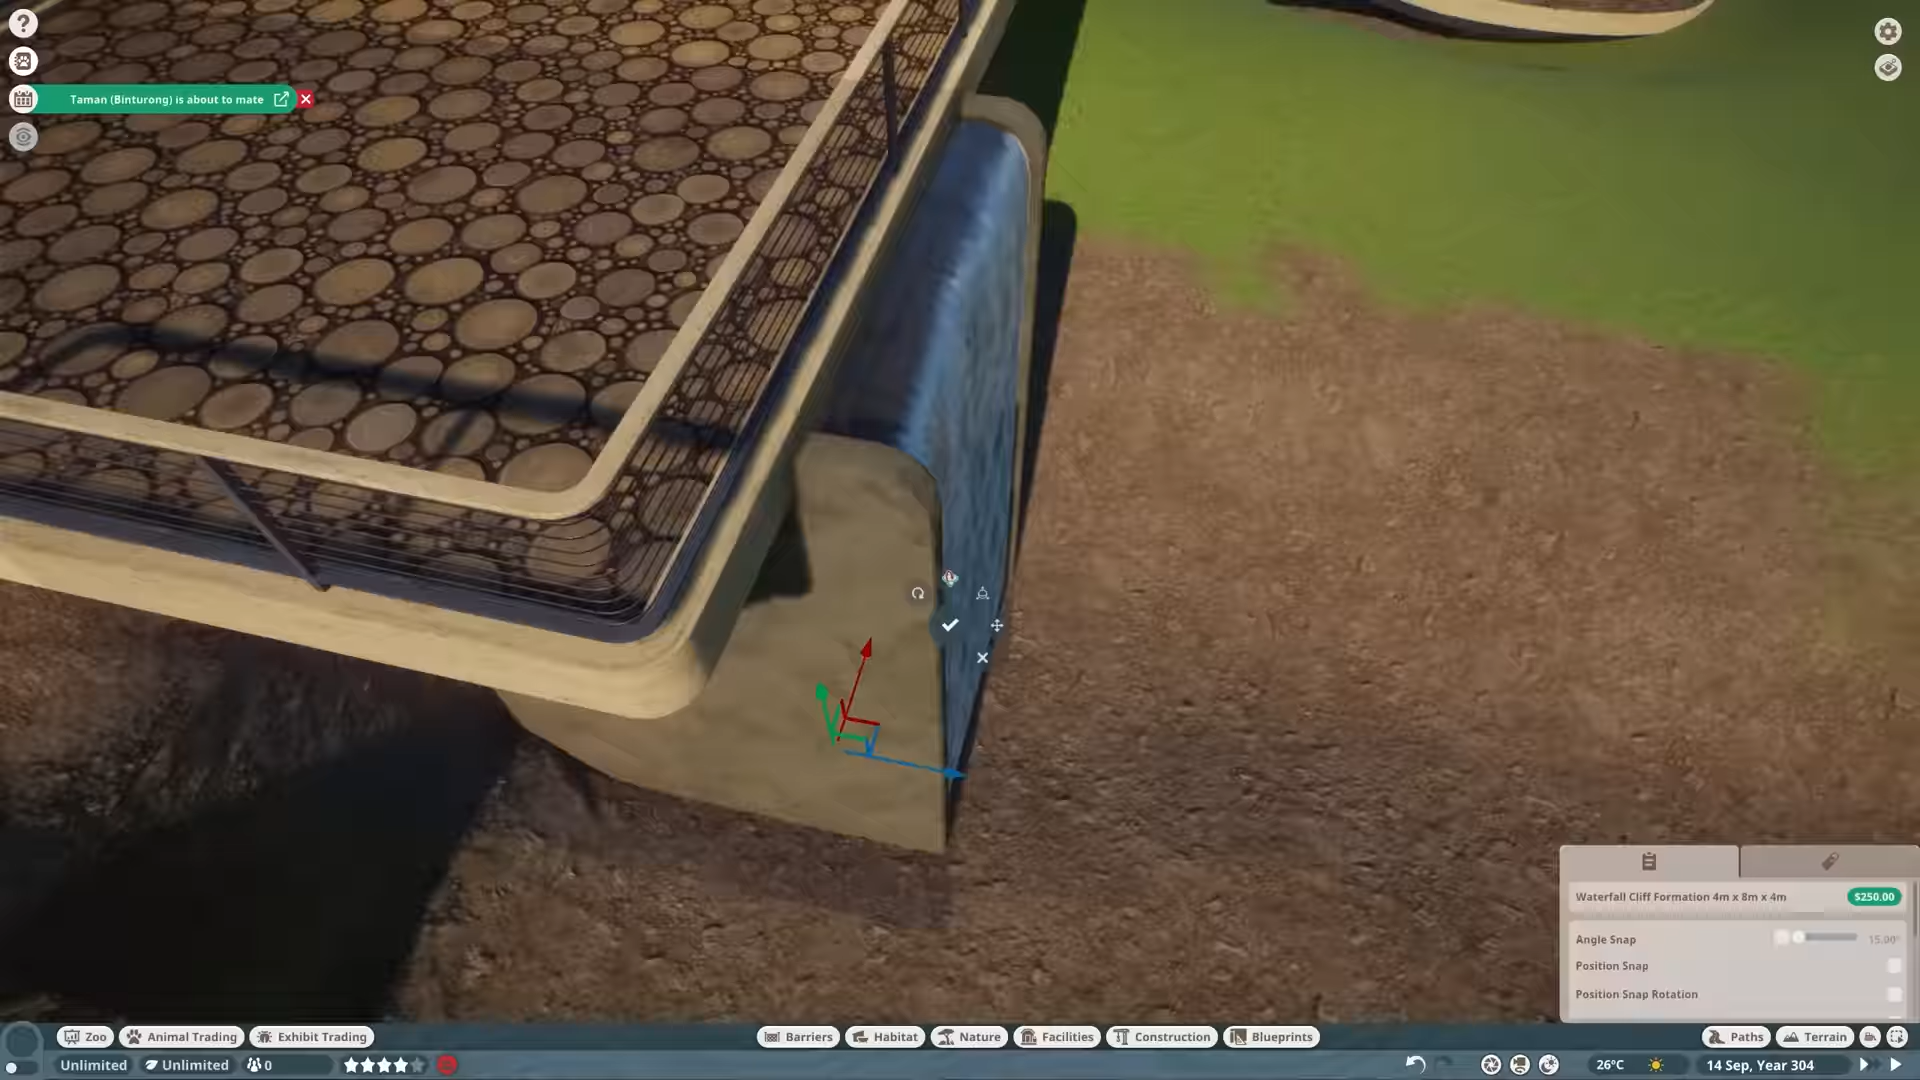 Taman (Binturong) is about to mate
Waterfall Cliff Formation 4m x 8m x 4m $250.00
Angle Snap 15.00°
Position Snap
Position Snap Rotation
Zoo Animal Trading Exhibit Trading Barriers Habitat Nature Facilities Construction Blueprints Paths Terrain
Unlimited Unlimited 0 26°C 14 Sep, Year 304